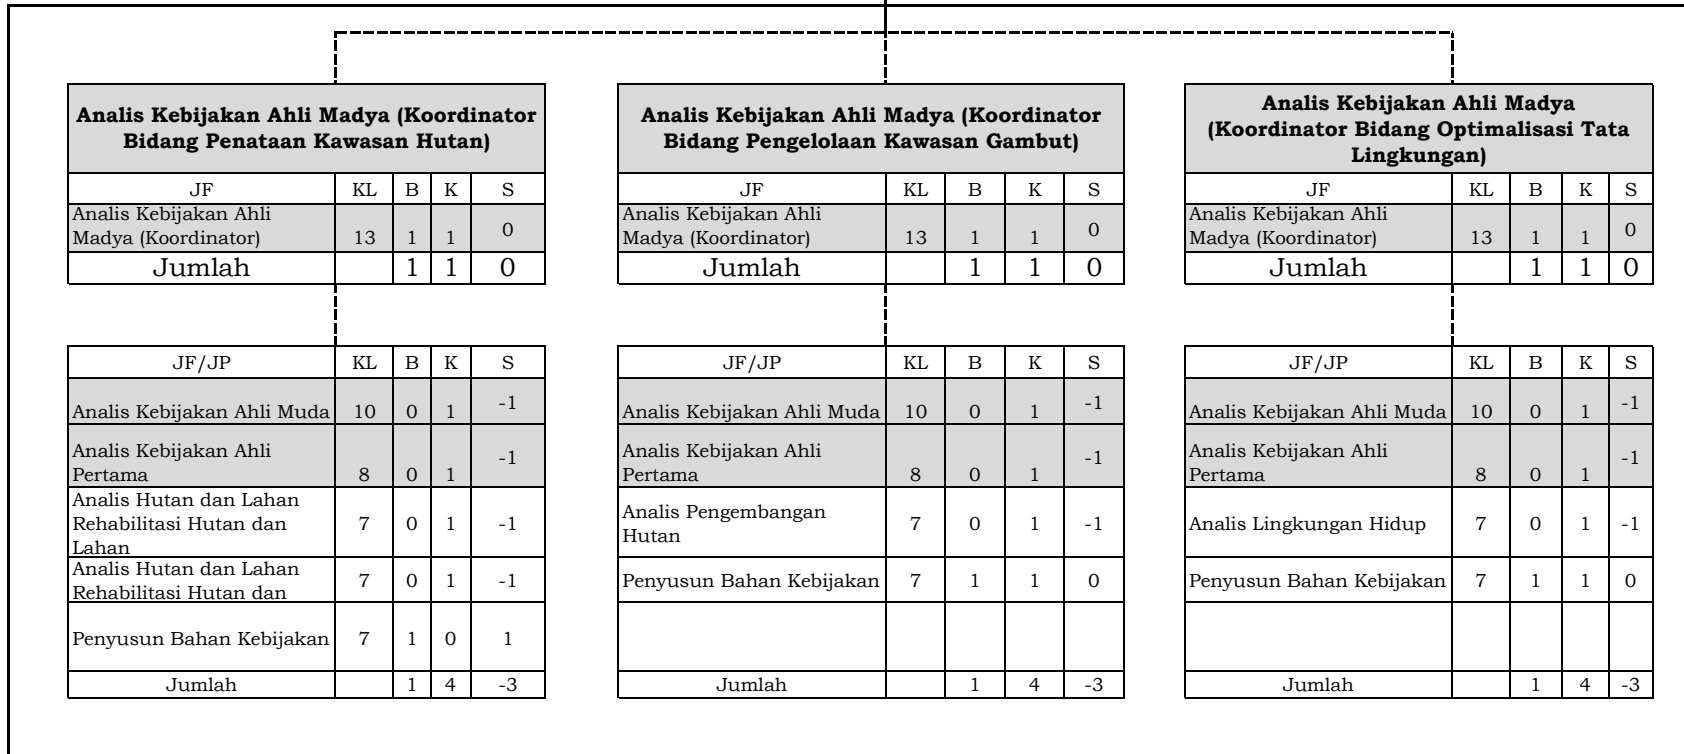 Analis Kebijakan Ahli Madya (Koordinator
Bidang Penataan Kawasan Hutan)
JF KL B K S
Analis Kebijakan Ahli
Madya (Koordinator) 13 1 1 0
Jumlah 1 1 0
JF/JP KL B K S
Analis Kebijakan Ahli Muda 10 0 1 -1
Analis Kebijakan Ahli
Pertama 8 0 1 -1
Analis Hutan dan Lahan
Rehabilitasi Hutan dan 7 0 1 -1
Lahan
Analis Hutan dan Lahan
Rehabilitasi Hutan dan 7 0 1 -1
Penyusun Bahan Kebijakan 7 1 0 1
Jumlah 1 4 -3
Analis Kebijakan Ahli Madya (Koordinator
Bidang Pengelolaan Kawasan Gambut)
JF KL B K S
Analis Kebijakan Ahli
Madya (Koordinator) 13 1 1 0
Jumlah 1 1 0
JF/JP KL B K S
Analis Kebijakan Ahli Muda 10 0 1 -1
Analis Kebijakan Ahli
Pertama 8 0 1 -1
Analis Pengembangan
Hutan 7 0 1 -1
Penyusun Bahan Kebijakan 7 1 1 0
Jumlah 1 4 -3
Analis Kebijakan Ahli Madya
(Koordinator Bidang Optimalisasi Tata
Lingkungan)
JF KL B K S
Analis Kebijakan Ahli
Madya (Koordinator) 13 1 1 0
Jumlah 1 1 0
JF/JP KL B K S
Analis Kebijakan Ahli Muda 10 0 1 -1
Analis Kebijakan Ahli
Pertama 8 0 1 -1
Analis Lingkungan Hidup 7 0 1 -1
Penyusun Bahan Kebijakan 7 1 1 0
Jumlah 1 4 -3